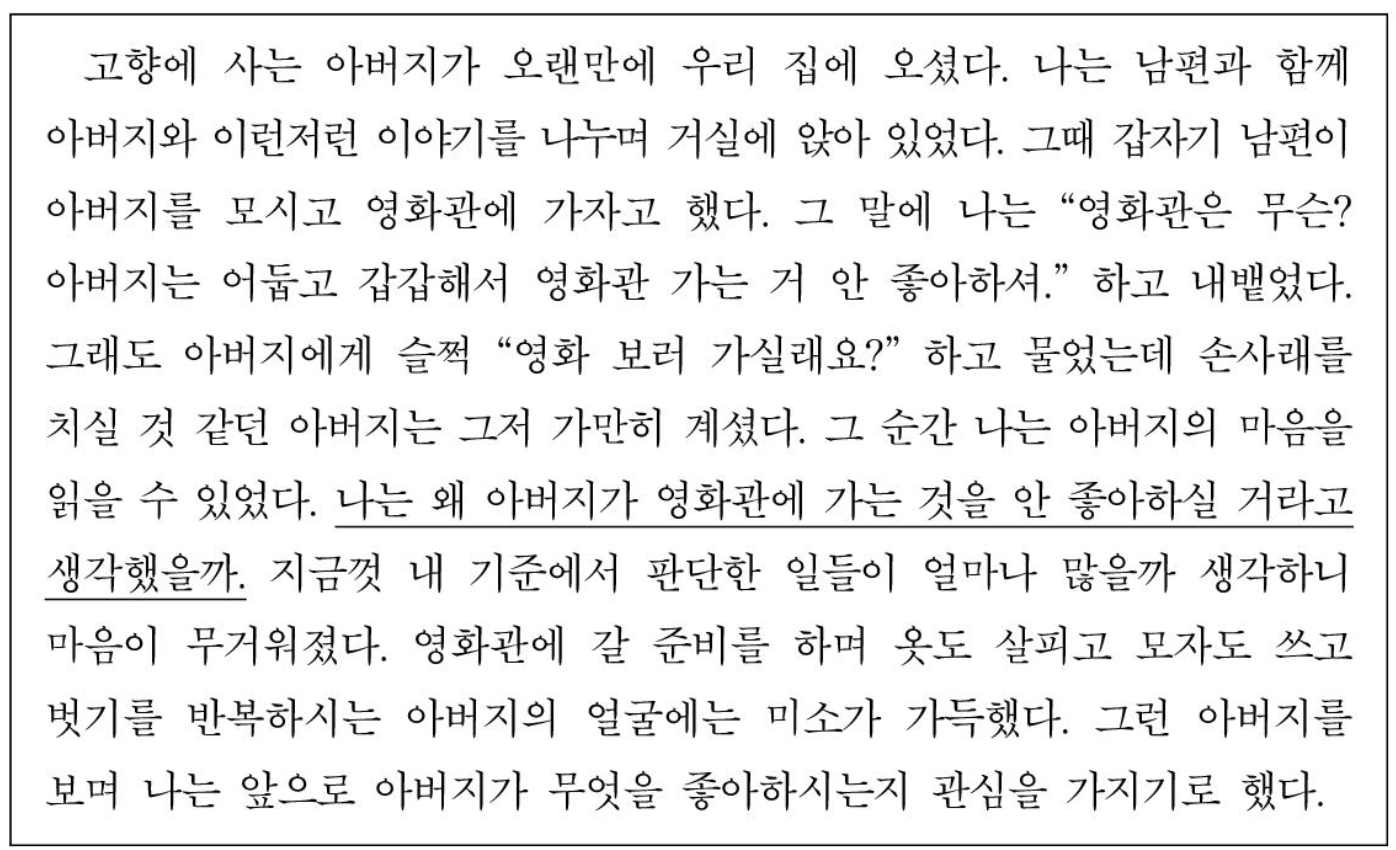 고향에 사는 아버지가 오랜만에 우리 집에 오셨다. 나는 남편과 함께
아버지와 이런저런 이야기를 나누며 거실에 앉아 있었다. 그때 갑자기 남편이
아버지를 모시고 영화관에 가자고 했다. 그 말에 나는 “영화관은 무슨?
아버지는 어둡고 갑갑해서 영화관 가는 거 안 좋아하셔.” 하고 내뱉었다.
그래도 아버지에게 슬쩍 “영화 보러 가실래요?” 하고 물었는데 손사래를
치실 것 같던 아버지는 그저 가만히 계셨다. 그 순간 나는 아버지의 마음을
읽을 수 있었다. 나는 왜 아버지가 영화관에 가는 것을 안 좋아하실 거라고
생각했을까. 지금껏 내 기준에서 판단한 일들이 얼마나 많을까 생각하니
마음이 무거워졌다. 영화관에 갈 준비를 하며 옷도 살피고 모자도 쓰고
벗기를 반복하시는 아버지의 얼굴에는 미소가 가득했다. 그런 아버지를
보며 나는 앞으로 아버지가 무엇을 좋아하시는지 관심을 가지기로 했다.